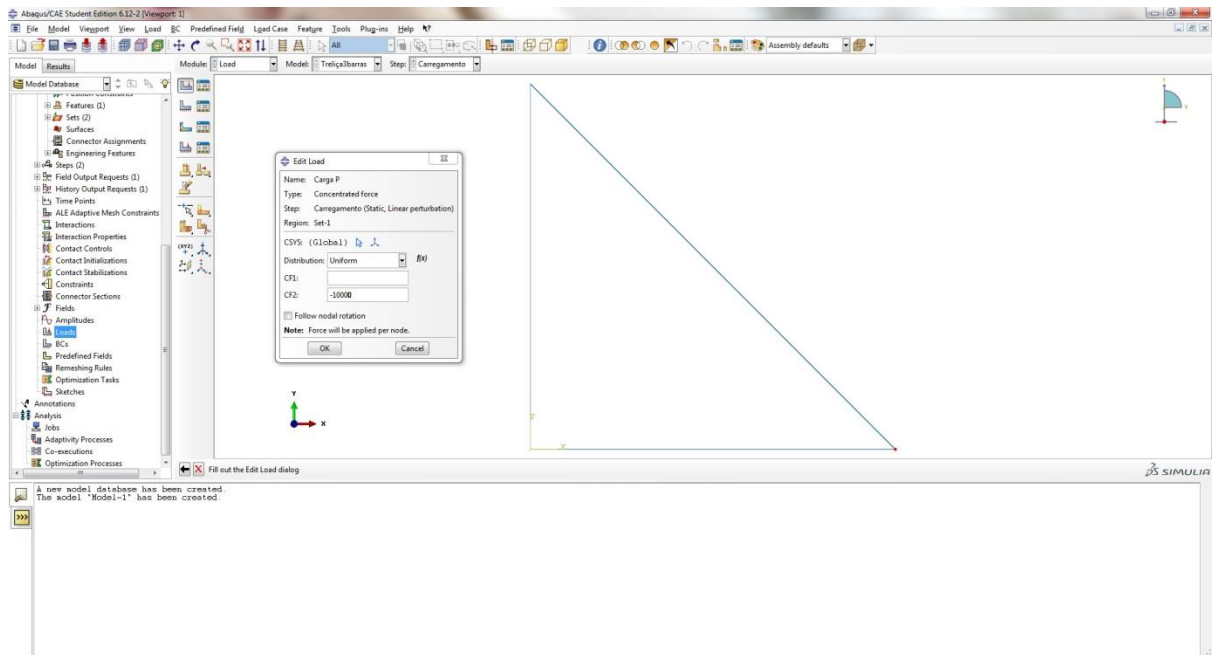 Abaqus/CAE Student Edition 6.12-2 [Viewport: 1]
File Model Viewport View Load BC Predefined Field Load Case Feature Tools Plug-ins Help
All
Assembly defaults
Model Results
Module: Load Model: Treliça3barras Step: Carregamento
Model Database
Features (1)
Sets (2)
Surfaces
Connector Assignments
Engineering Features
Steps (2)
Field Output Requests (1)
History Output Requests (1)
Time Points
ALE Adaptive Mesh Constraints
Interactions
Interaction Properties
Contact Controls
Contact Initializations
Contact Stabilizations
Constraints
Connector Sections
Fields
Amplitudes
Loads
BCs
Predefined Fields
Remeshing Rules
Optimization Tasks
Sketches
Annotations
Analysis
Jobs
Adaptivity Processes
Co-executions
Optimization Processes
(XYZ)
Edit Load
Name: Carga P
Type: Concentrated force
Step: Carregamento (Static, Linear perturbation)
Region: Set-1
CSYS: (Global)
Distribution: Uniform f(x)
CF1:
CF2: -10000
Follow nodal rotation
Note: Force will be applied per node.
OK Cancel
Y
X
Fill out the Edit Load dialog
SIMULIA
A new model database has been created.
The model "Model-1" has been created.
>>>